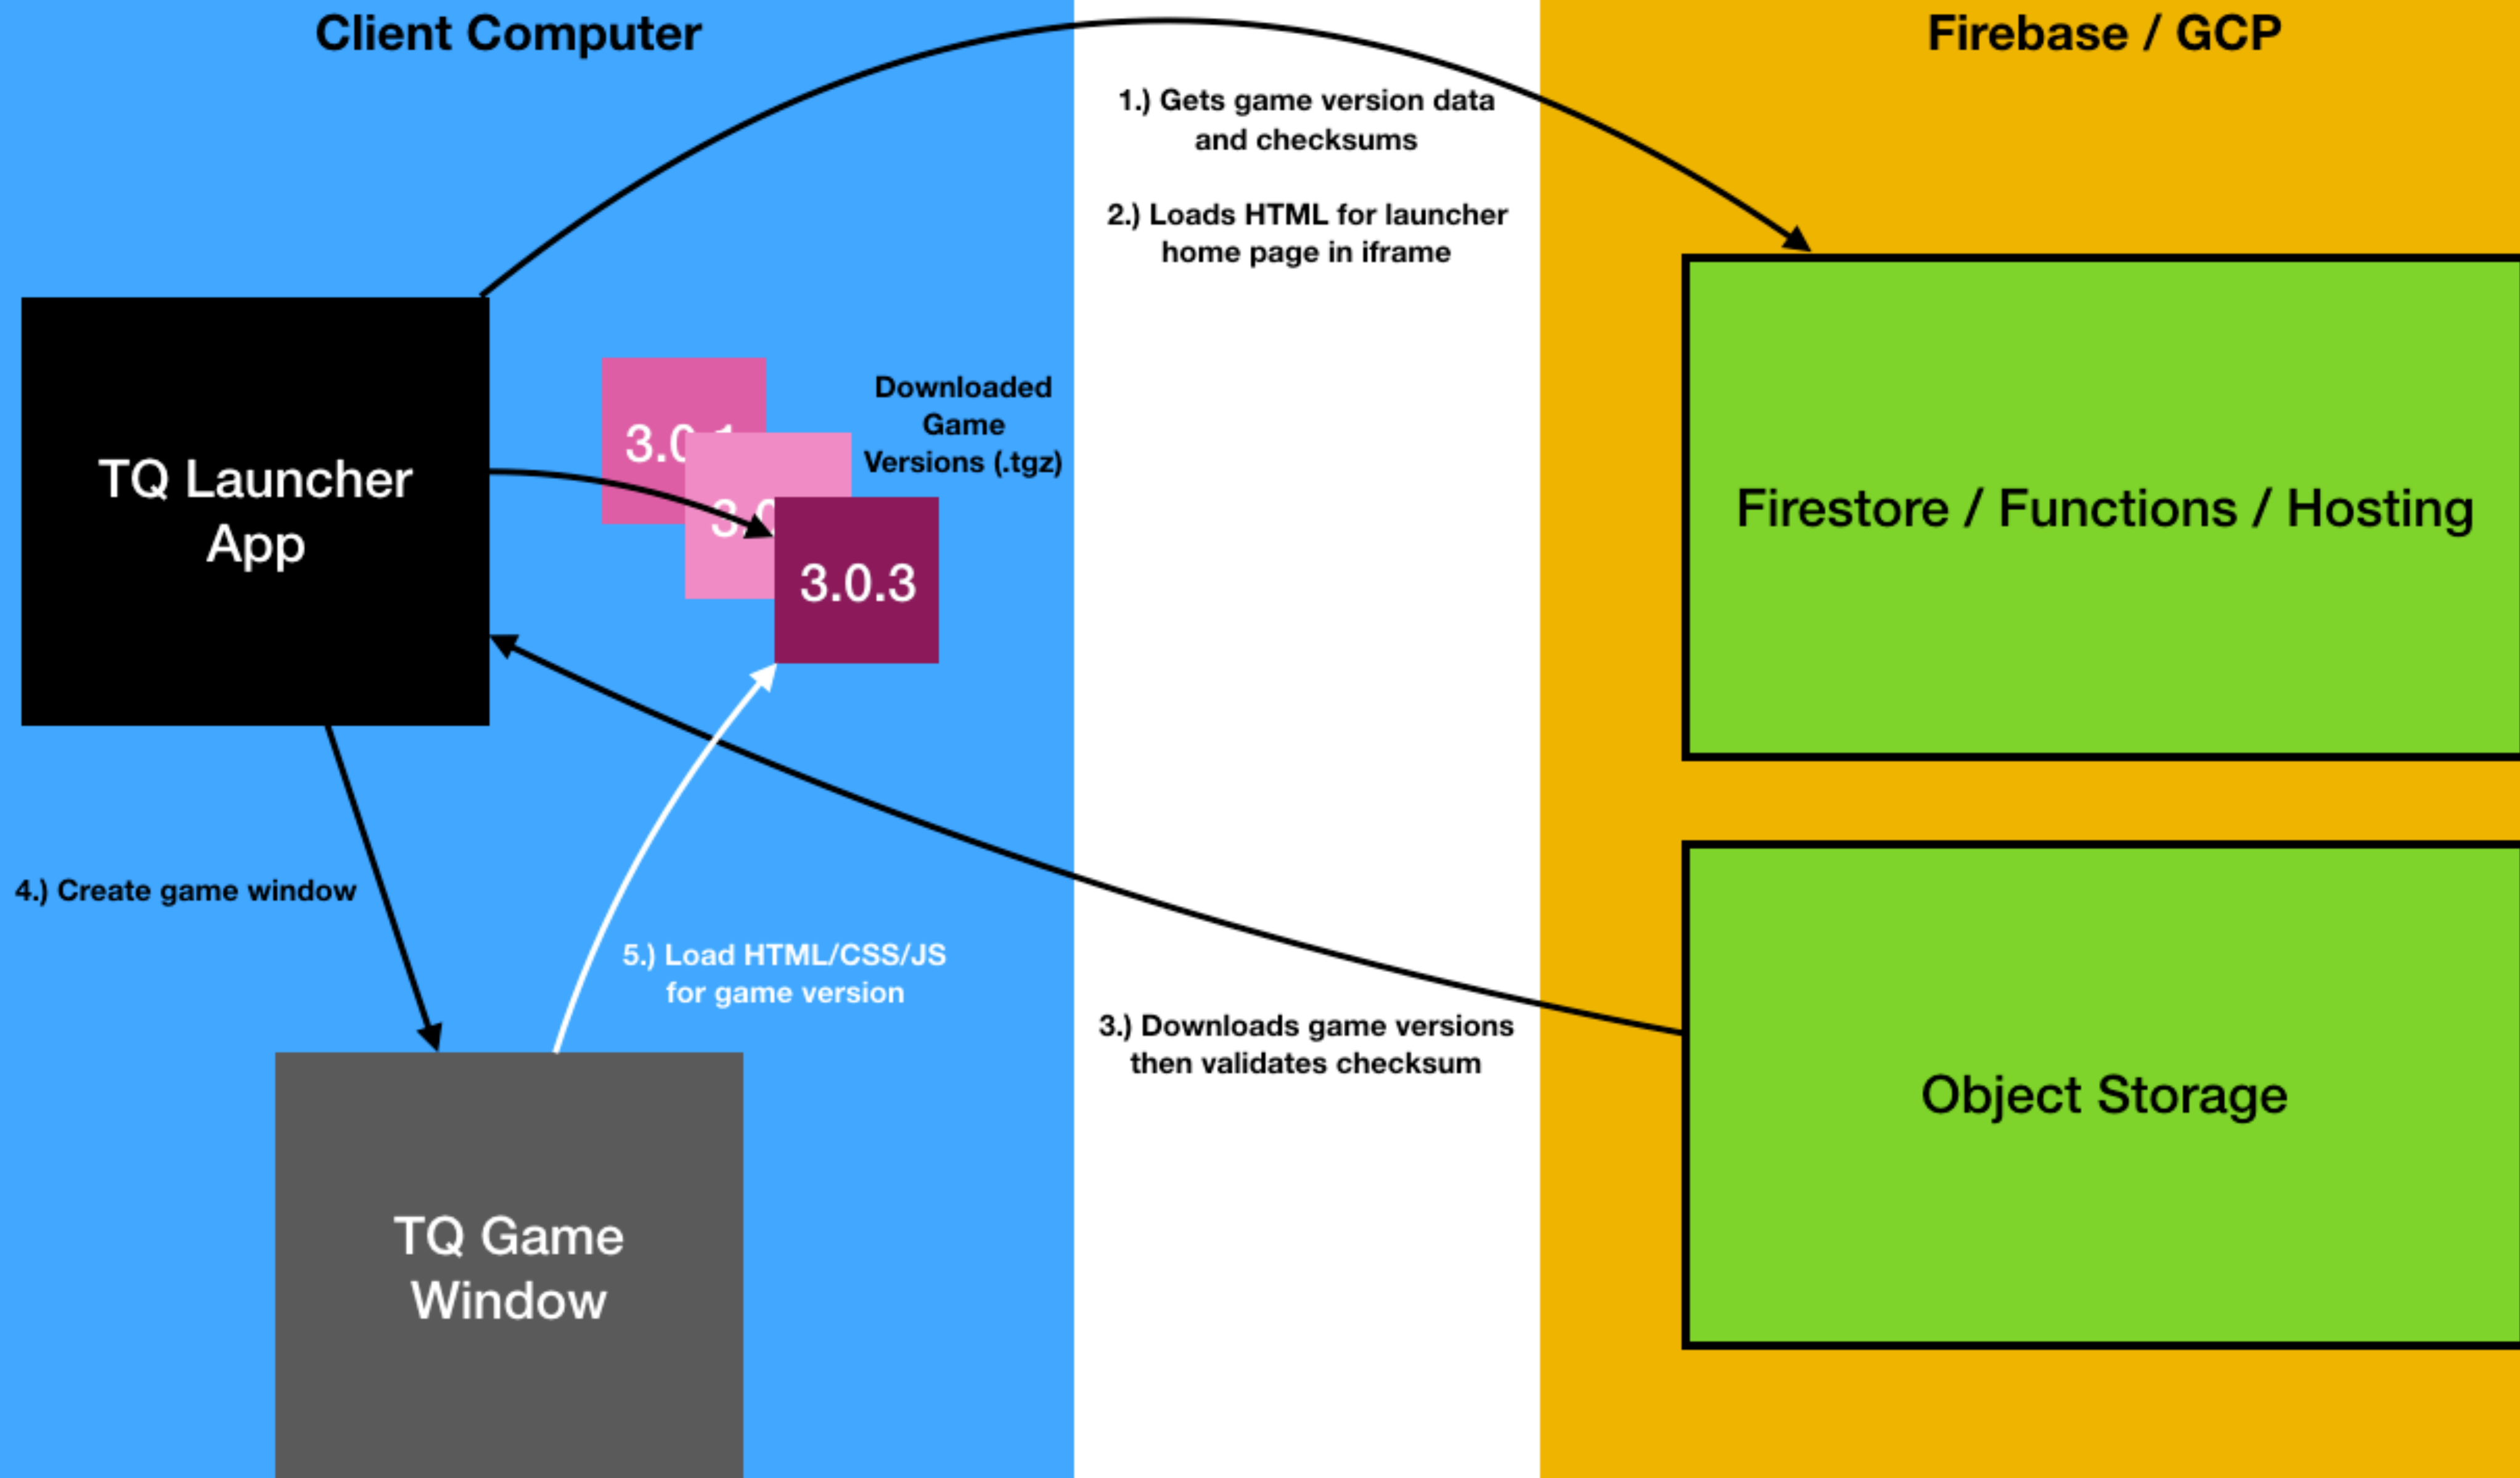 Client Computer
Firebase / GCP
1.) Gets game version data
and checksums
2.) Loads HTML for launcher
home page in iframe
Downloaded
Game
Versions (.tgz)
TQ Launcher
App
3.0.3
Firestore / Functions / Hosting
4.) Create game window
5.) Load HTML/CSS/JS
for game version
3.) Downloads game versions
then validates checksum
Object Storage
TQ Game
Window